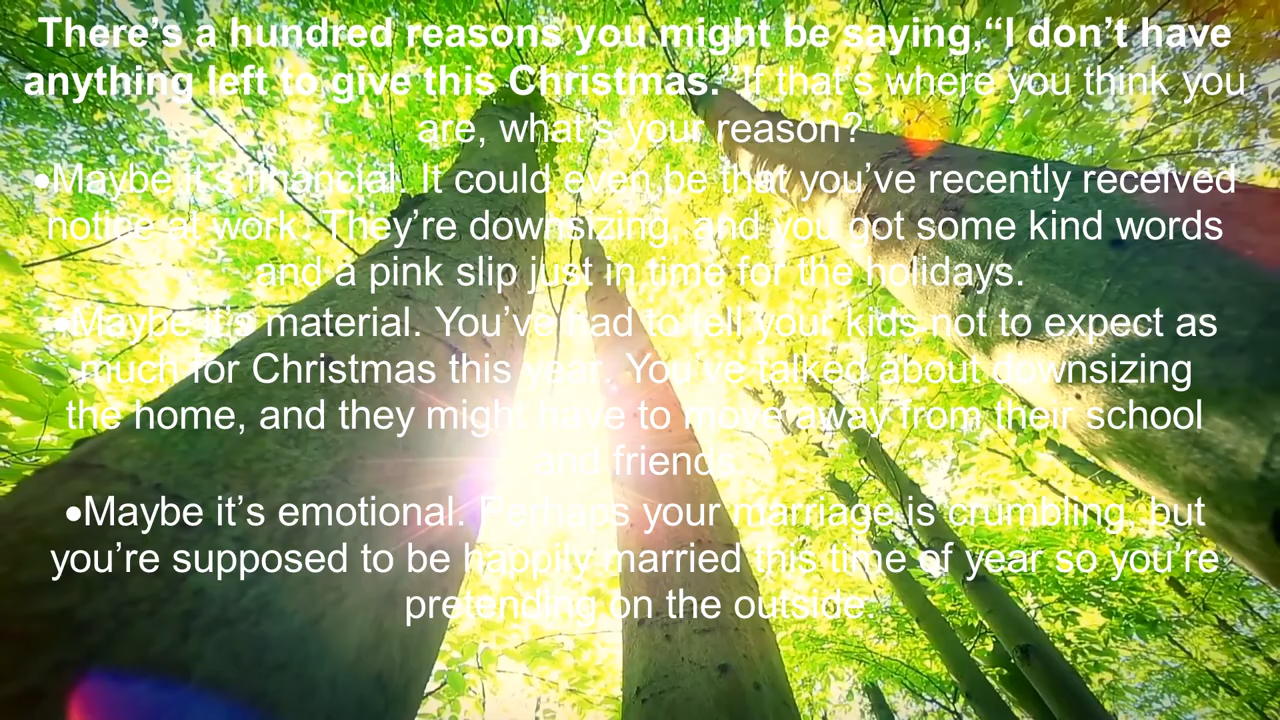 There’s a hundred reasons you might be saying,“I don’t have
anything left to give this Christmas.”If that’s where you think you
are, what’s your reason?
•Maybe it’s financial. It could even be that you’ve recently received
notice at work. They’re downsizing, and you got some kind words
and a pink slip just in time for the holidays.
•Maybe it’s material. You’ve had to tell your kids not to expect as
much for Christmas this year. You’ve talked about downsizing
the home, and they might have to move away from their school
and friends.
•Maybe it’s emotional. Perhaps your marriage is crumbling, but
you’re supposed to be happily married this time of year so you’re
pretending on the outside.